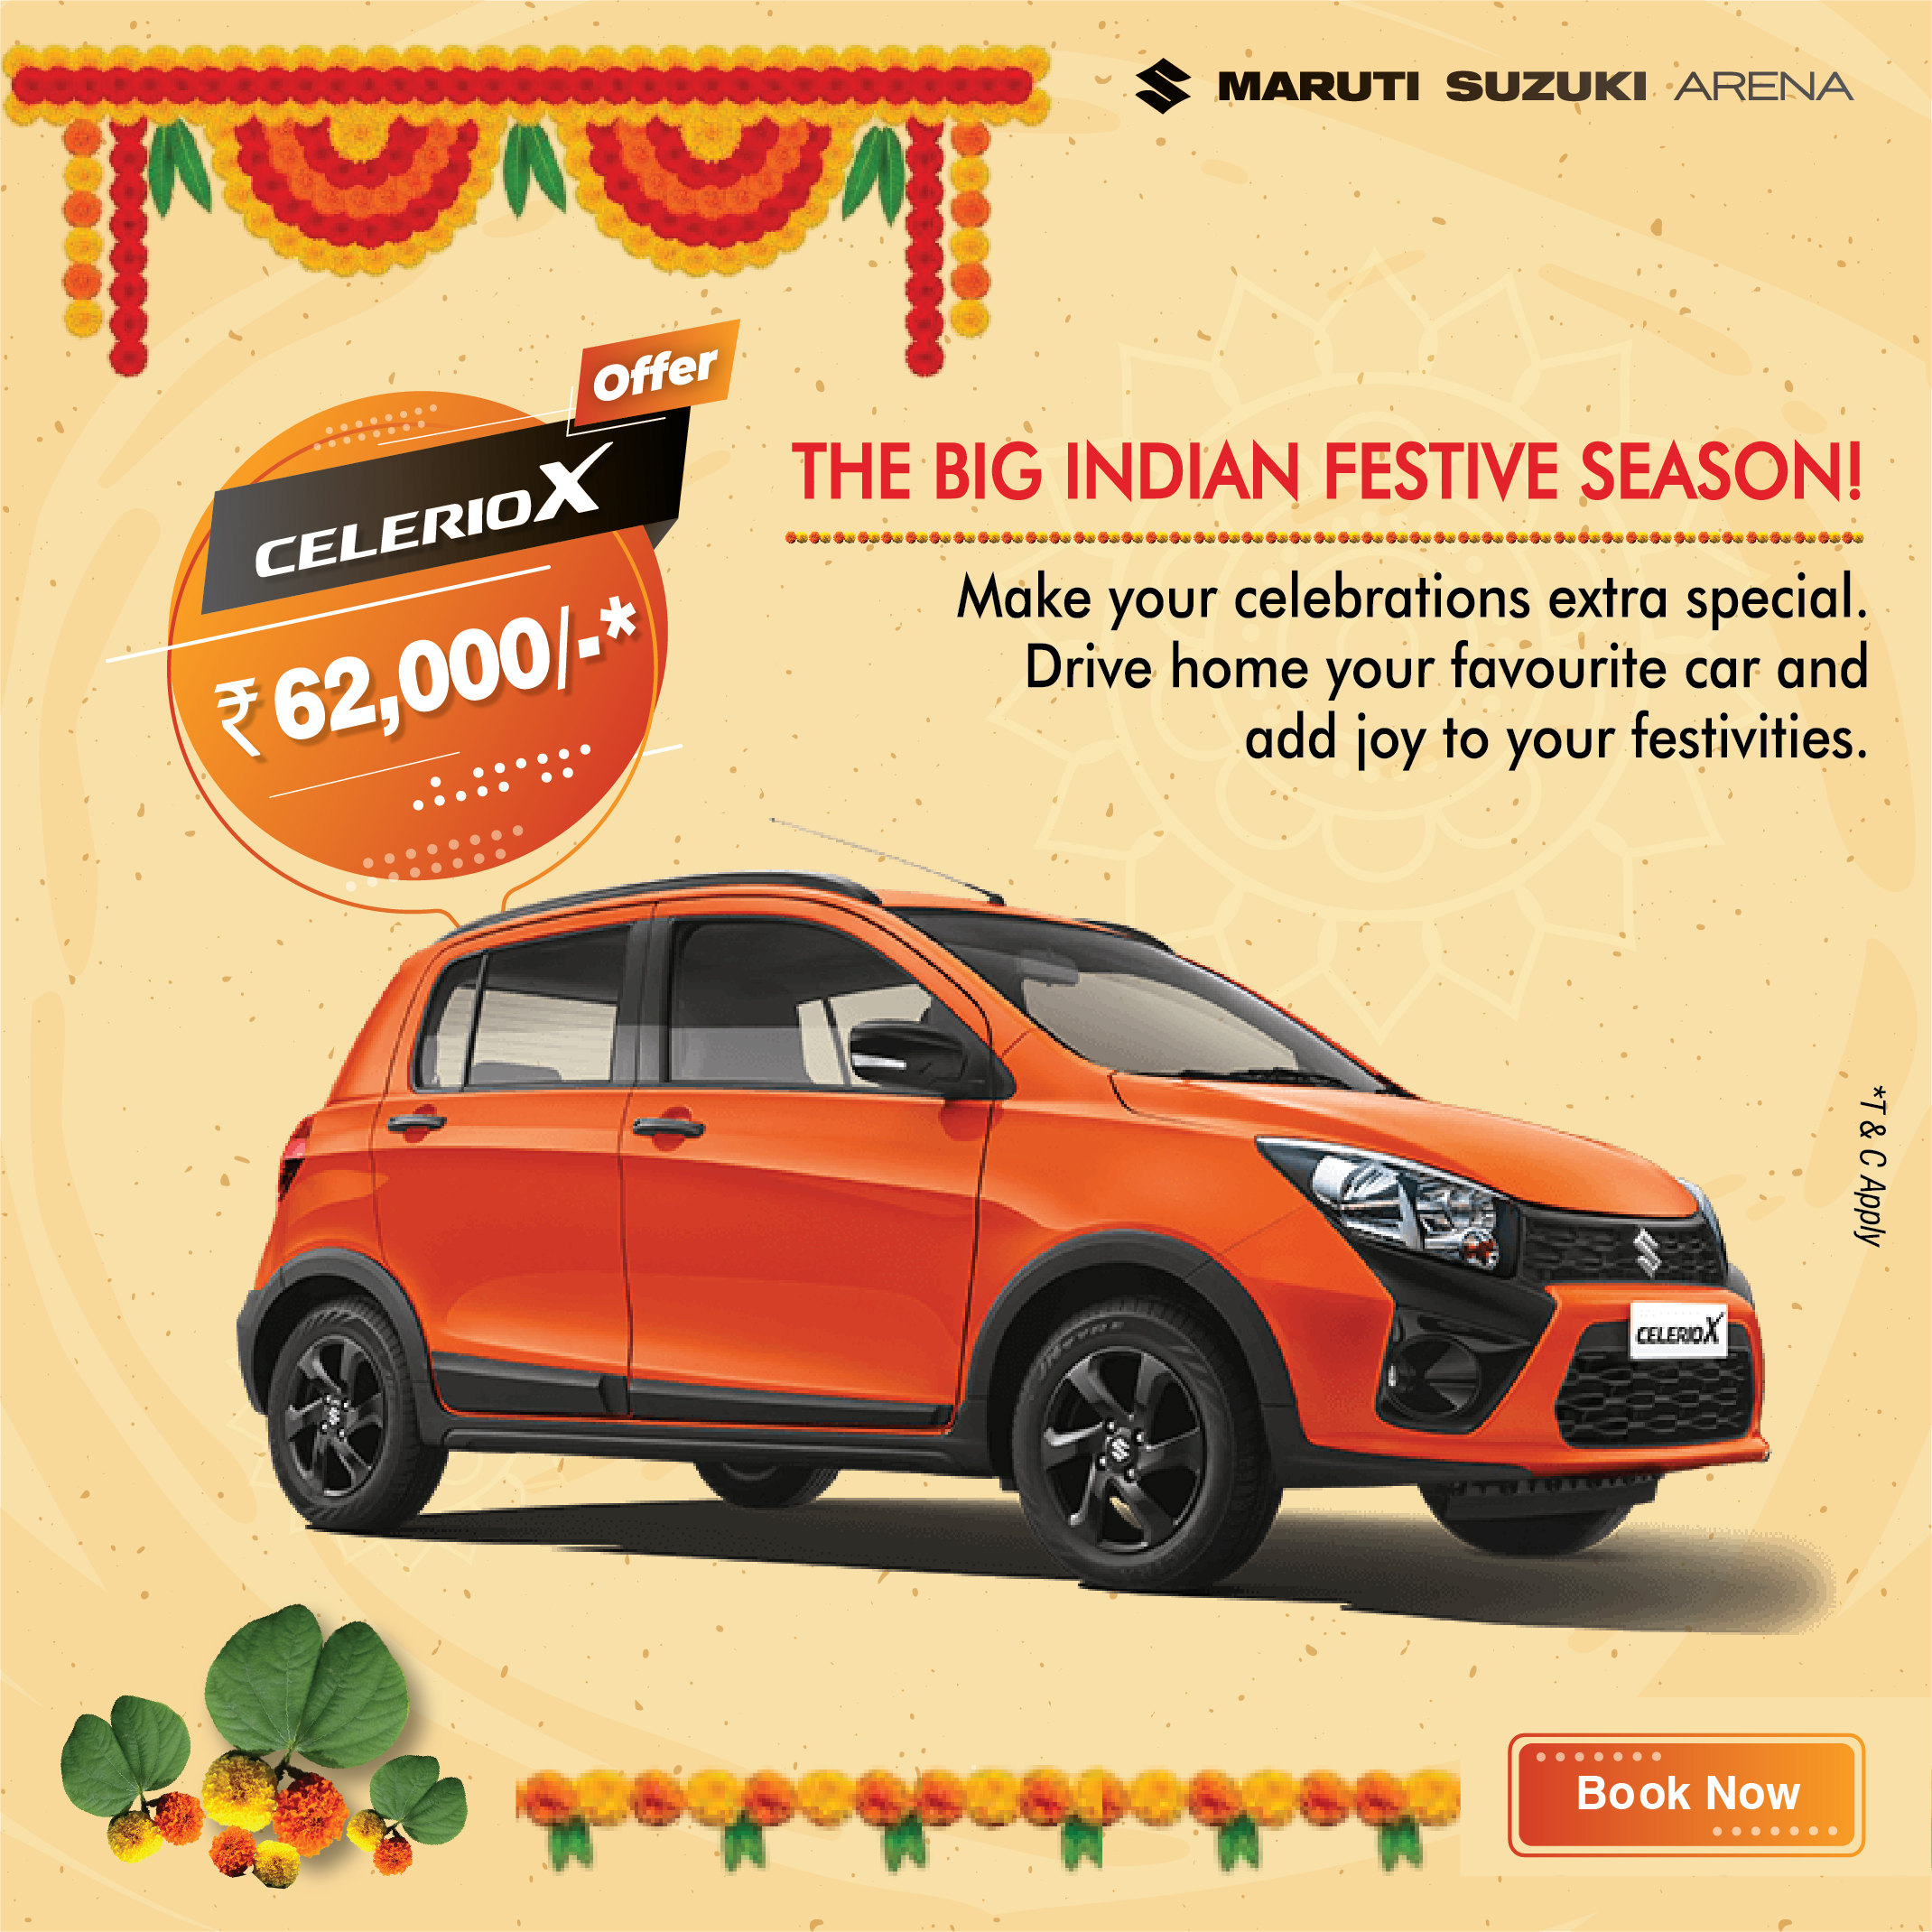 MARUTI SUZUKI ARENA
Offer
CELERIOX
₹ 62,000/-*
THE BIG INDIAN FESTIVE SEASON!
Make your celebrations extra special.
Drive home your favourite car and
add joy to your festivities.
*T & C Apply
CELERIOX
Book Now